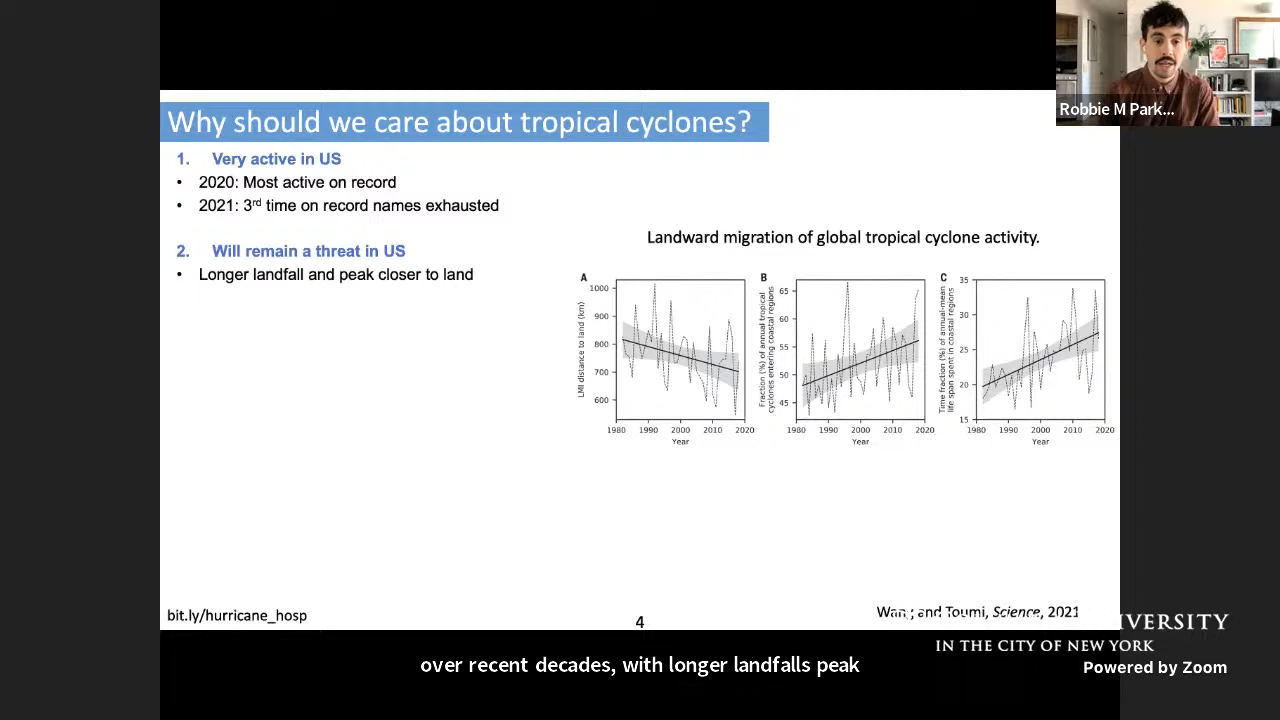 Robbie M Park...
Why should we care about tropical cyclones?
1. Very active in US
• 2020: Most active on record
• 2021: 3rd time on record names exhausted
2. Will remain a threat in US
• Longer landfall and peak closer to land
Landward migration of global tropical cyclone activity.
A
LMI distance to land (km)
1000
900
800
700
600
1980 1990 2000 2010 2020
Year
B
Fraction (%) of annual tropical
cyclones entering coastal regions
65
60
55
50
45
1980 1990 2000 2010 2020
Year
C
Time fraction (%) of annual-mean
life span spent in coastal regions
35
30
25
20
15
1980 1990 2000 2010 2020
Year
bit.ly/hurricane_hosp
4
and Toumi, Science, 2021
IVERSITY
IN THE CITY OF NEW YORK
over recent decades, with longer landfalls peak
Powered by Zoom